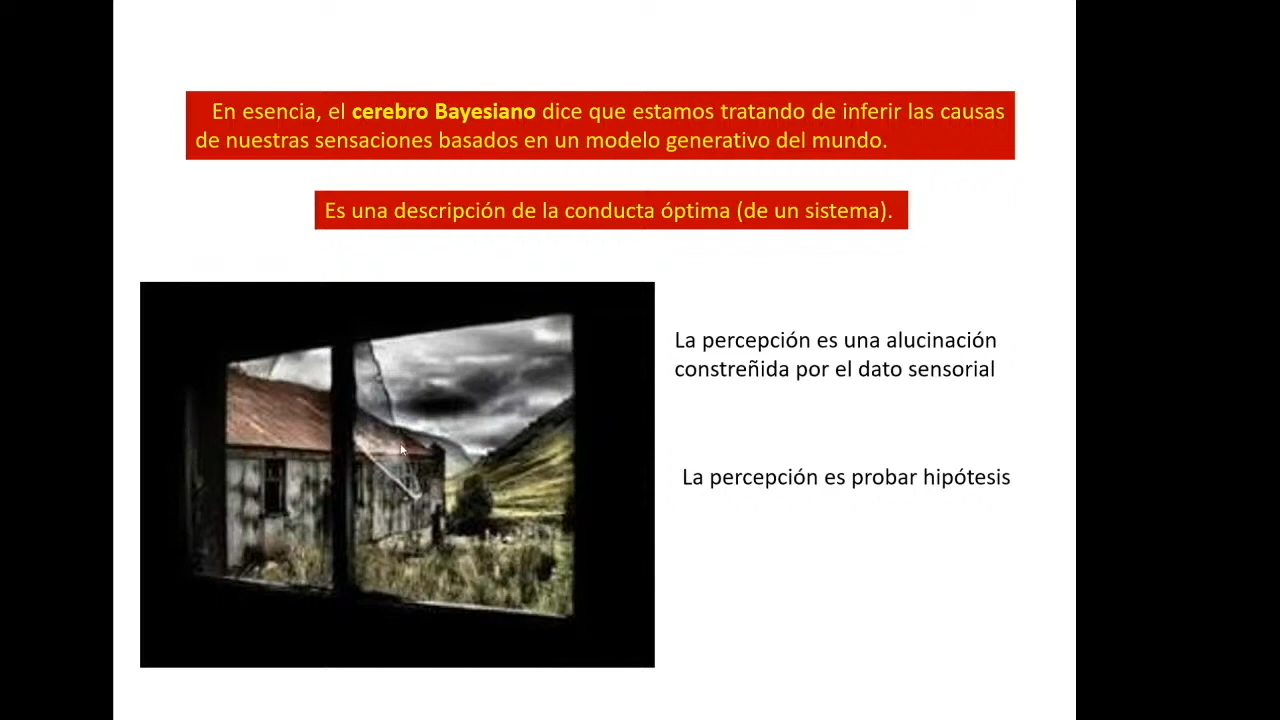 En esencia, el cerebro Bayesiano dice que estamos tratando de inferir las causas
de nuestras sensaciones basados en un modelo generativo del mundo.
Es una descripción de la conducta óptima (de un sistema).
La percepción es una alucinación
constreñida por el dato sensorial
La percepción es probar hipótesis